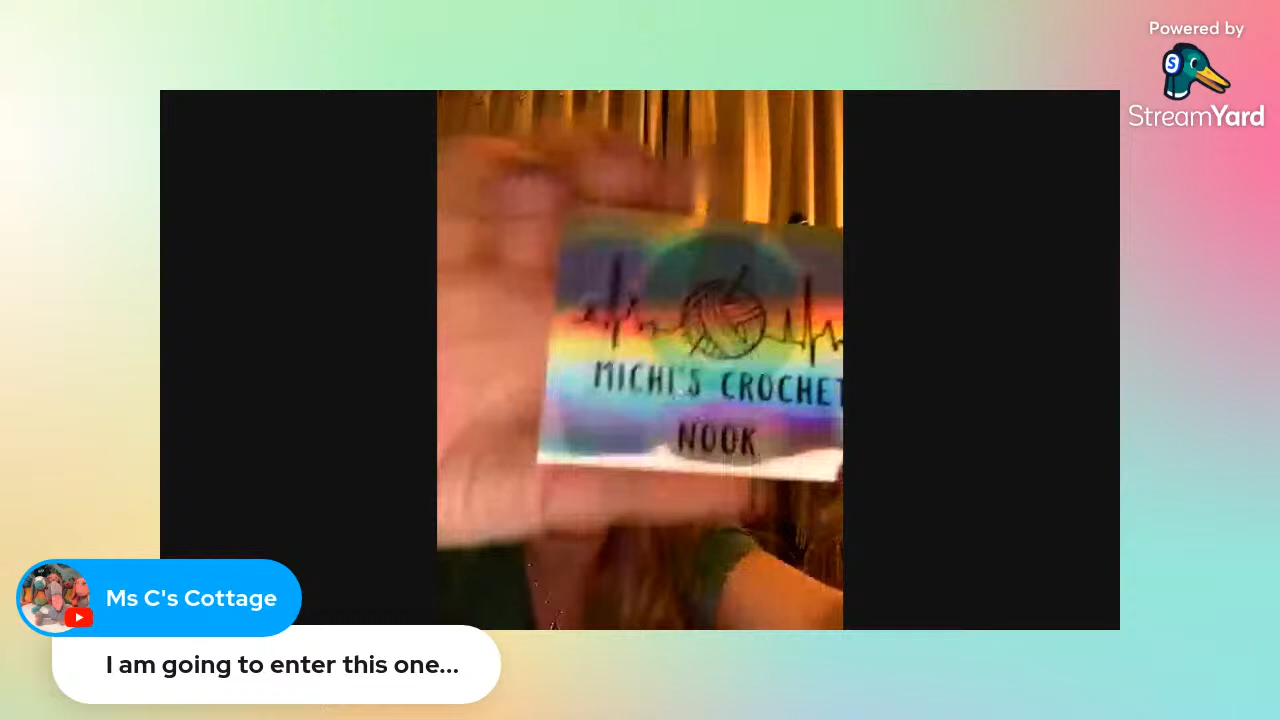 Powered by
StreamYard
MICHI'S CROCHET
NOOK
Ms C's Cottage
I am going to enter this one...